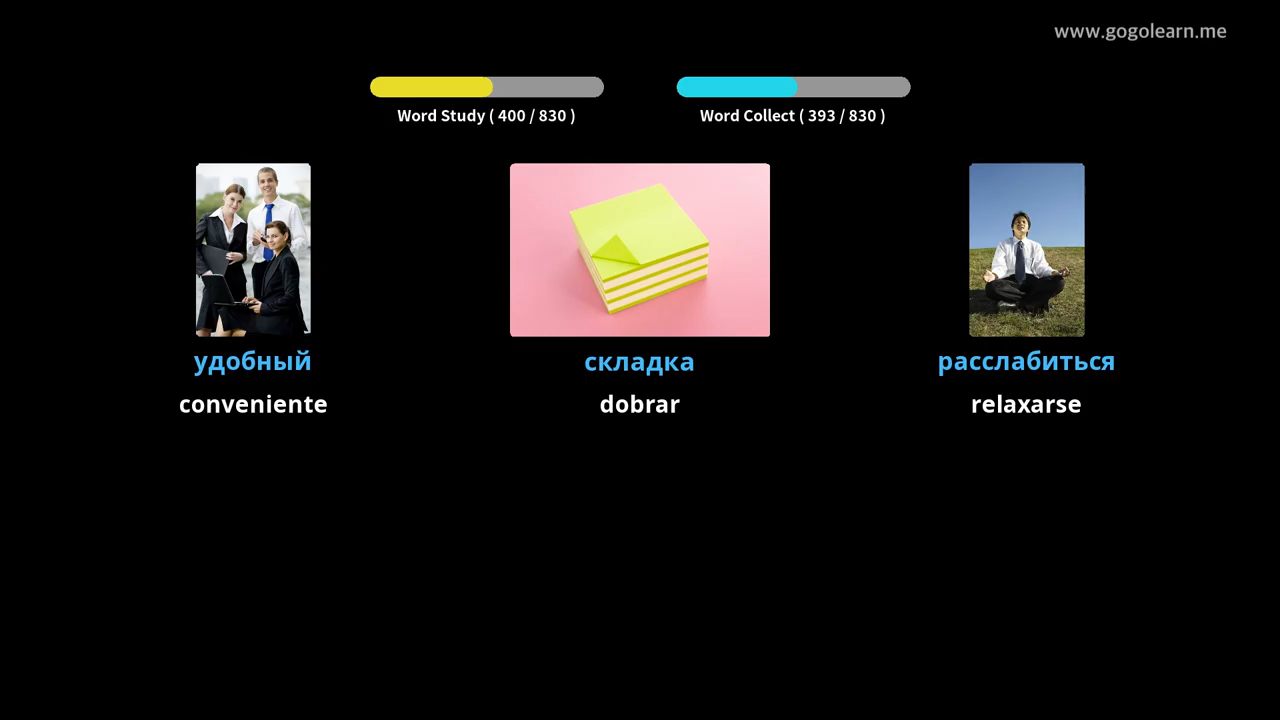 www.gogolearn.me
Word Study ( 400 / 830 )
Word Collect ( 393 / 830 )
удобный
складка
расслабиться
conveniente
dobrar
relaxarse